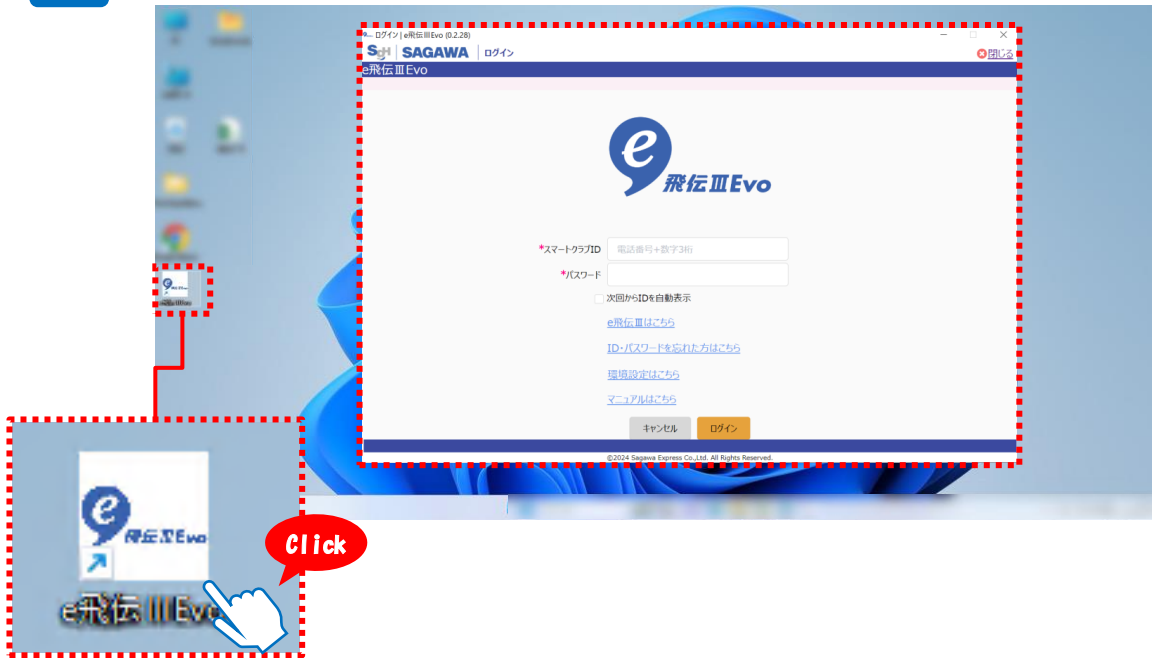 ログイン | e飛伝ⅢEvo (0.2.28)
SGH SAGAWA ログイン
閉じる
e飛伝ⅢEvo
e
飛伝ⅢEvo
*スマートクラブID 電話番号+数字3桁
*パスワード
次回からIDを自動表示
e飛伝Ⅲはこちら
ID・パスワードを忘れた方はこちら
環境設定はこちら
マニュアルはこちら
キャンセル ログイン
©2024 Sagawa Express Co.,Ltd. All Rights Reserved.
e
飛伝ⅢEvo
e飛伝ⅢEvo
Click